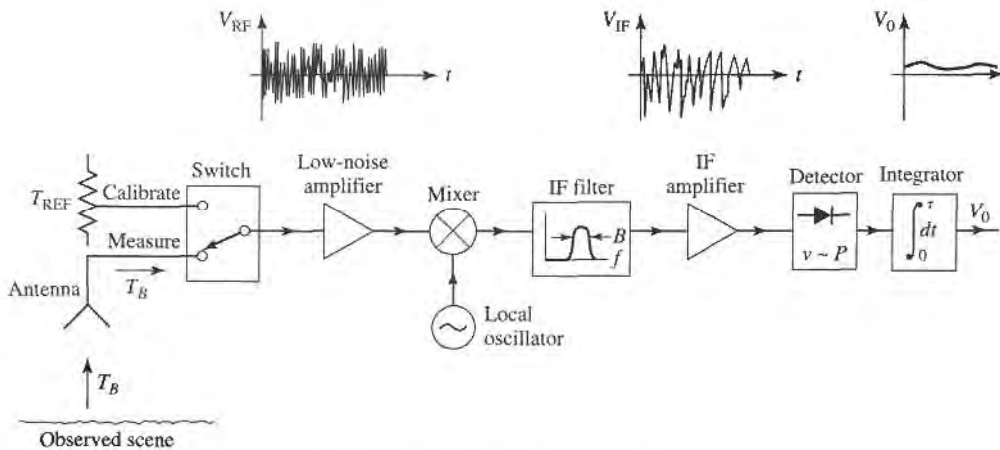 V_RF
t
V_IF
t
V_0
Switch
Low-noise
amplifier
Mixer
IF filter
IF
amplifier
Detector
Integrator
T_REF
Calibrate
Measure
T_B
Antenna
B
f
v ~ P
τ
∫ dt
0
V_0
Local
oscillator
T_B
Observed scene